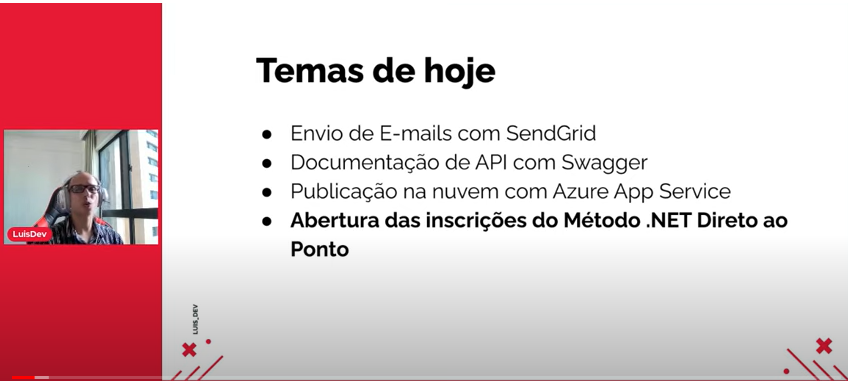 Temas de hoje
● Envio de E-mails com SendGrid
● Documentação de API com Swagger
● Publicação na nuvem com Azure App Service
● Abertura das inscrições do Método .NET Direto ao
Ponto
LuisDev
LUIS_DEV